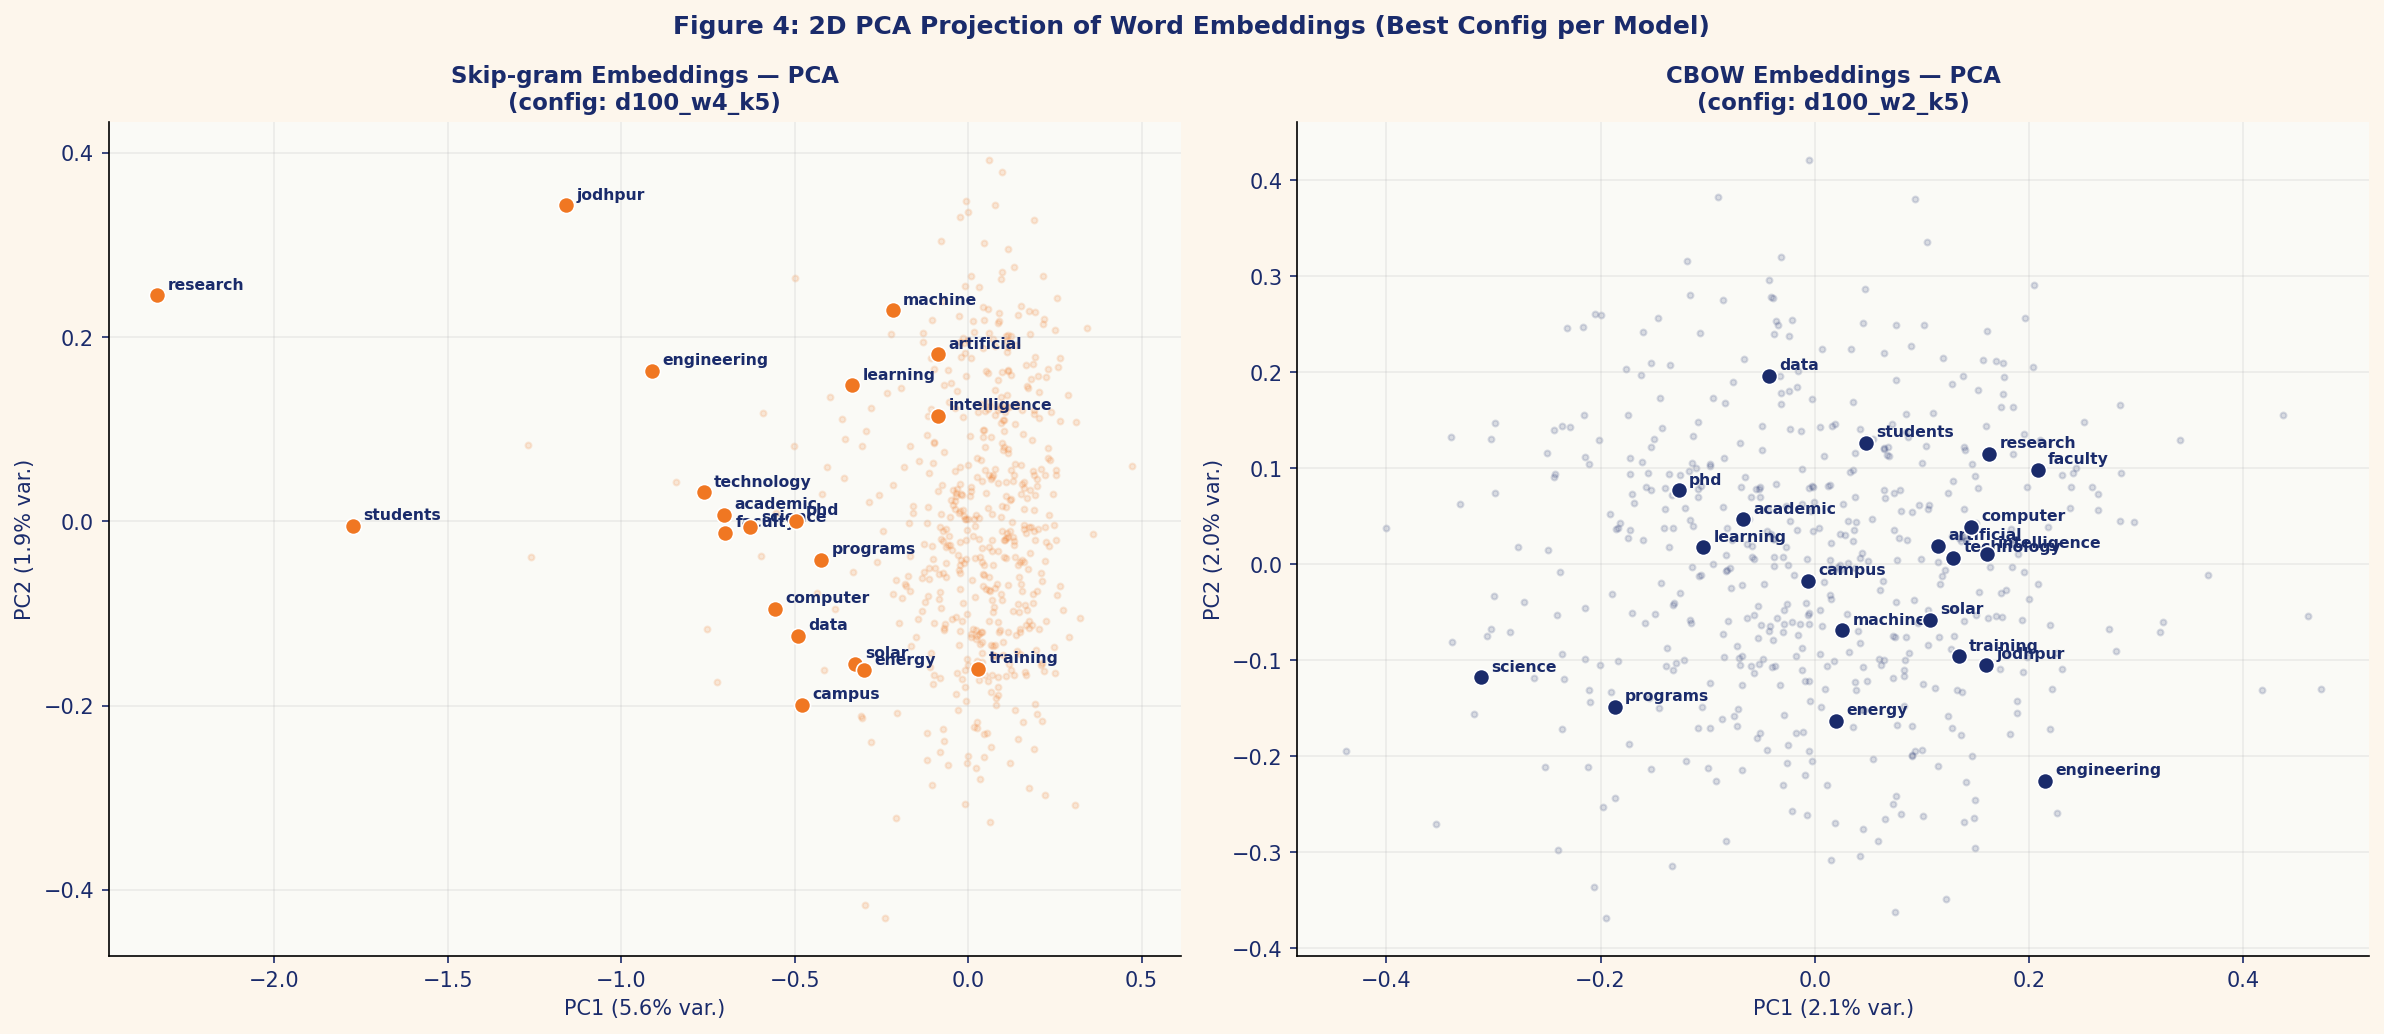 Figure 4: 2D PCA Projection of Word Embeddings (Best Config per Model)
Skip-gram Embeddings — PCA
(config: d100_w4_k5)
0.4
0.2
0.0
−0.2
−0.4
PC2 (1.9% var.)
jodhpur
research
machine
artificial
engineering
learning
intelligence
technology
academic
phd
science
faculty
students
programs
computer
data
solar
energy
training
campus
−2.0
−1.5
−1.0
−0.5
0.0
0.5
PC1 (5.6% var.)
CBOW Embeddings — PCA
(config: d100_w2_k5)
0.4
0.3
0.2
0.1
0.0
−0.1
−0.2
−0.3
−0.4
PC2 (2.0% var.)
data
students
research
faculty
phd
academic
computer
learning
artificial
intelligence
technology
campus
solar
machine
training
jodhpur
science
programs
energy
engineering
−0.4
−0.2
0.0
0.2
0.4
PC1 (2.1% var.)